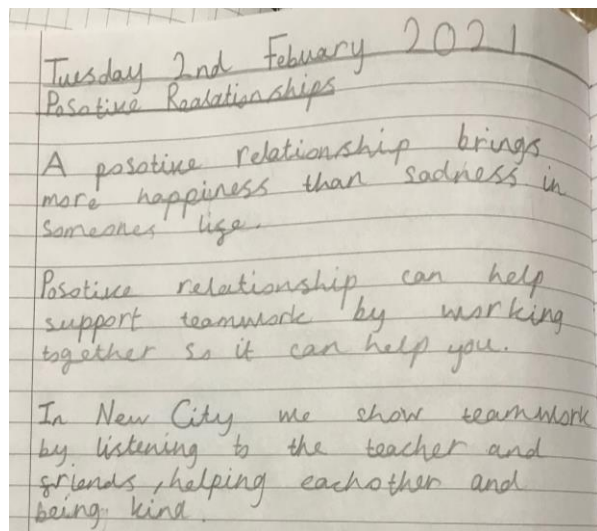 Tuesday 2nd Febuary 2021
Posotive Realationships
A posotive relationship brings
more happiness than sadness in
someones life.
Posotive relationship can help
support teamwork by working
together so it can help you.
In New City we show teamwork
by listening to the teacher and
friends, helping eachother and
being kind.